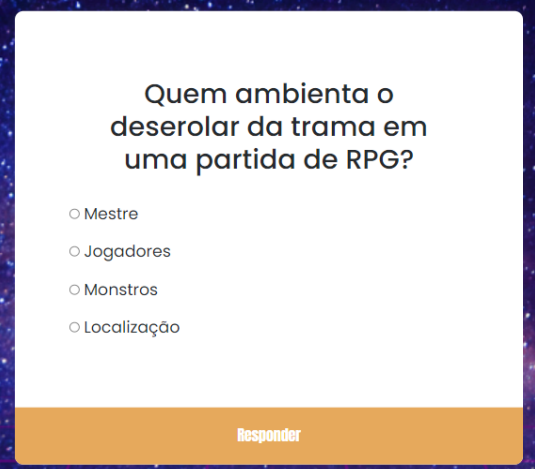 Quem ambienta o
deserolar da trama em
uma partida de RPG?
Mestre
Jogadores
Monstros
Localização
Responder